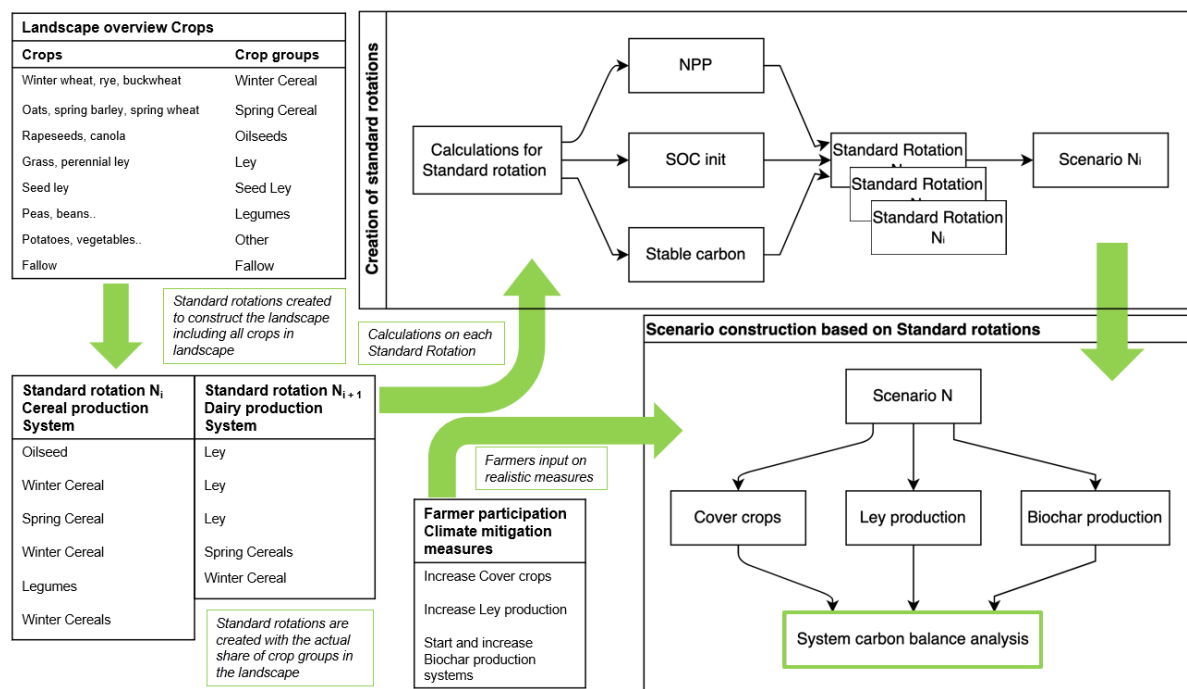 Landscape overview Crops
Crops Crop groups
Winter wheat, rye, buckwheat Winter Cereal
Oats, spring barley, spring wheat Spring Cereal
Rapeseeds, canola Oilseeds
Grass, perennial ley Ley
Seed ley Seed Ley
Peas, beans.. Legumes
Potatoes, vegetables.. Other
Fallow Fallow
Standard rotations created
to construct the landscape
including all crops in
landscape
Creation of standard rotations
Calculations for
Standard rotation
NPP
SOC init
Stable carbon
Standard Rotation
Standard Rotation
Standard Rotation
Nᵢ
Scenario Nᵢ
Calculations on each
Standard Rotation
Standard rotation Nᵢ
Cereal production
System
Oilseed
Winter Cereal
Spring Cereal
Winter Cereal
Legumes
Winter Cereals
Standard rotation Nᵢ ₊ ₁
Dairy production
System
Ley
Ley
Ley
Spring Cereals
Winter Cereal
Standard rotations are
created with the actual
share of crop groups in
the landscape
Farmers input on
realistic measures
Farmer participation
Climate mitigation
measures
Increase Cover crops
Increase Ley production
Start and increase
Biochar production
systems
Scenario construction based on Standard rotations
Scenario N
Cover crops
Ley production
Biochar production
System carbon balance analysis